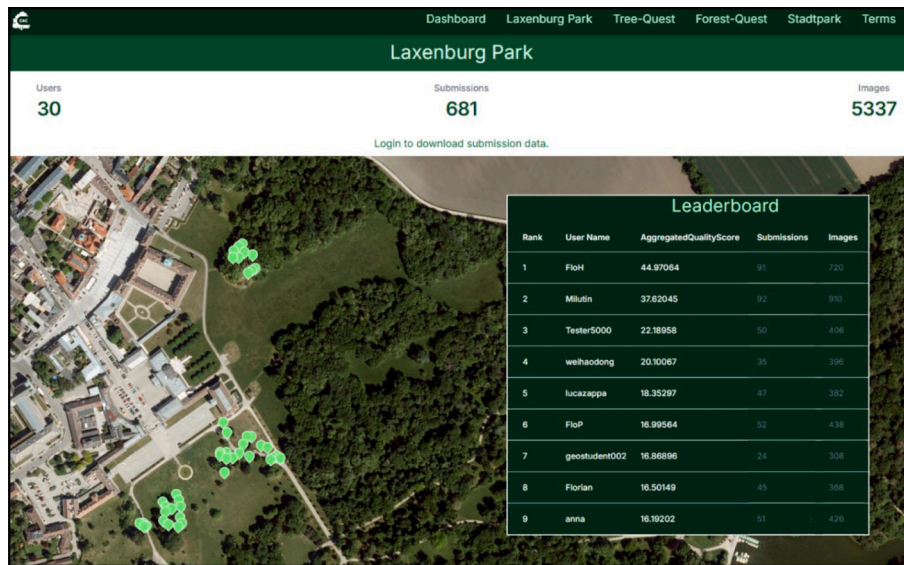 Dashboard Laxenburg Park Tree-Quest Forest-Quest Stadtpark Terms
Laxenburg Park
Users Submissions Images
30 681 5337
Login to download submission data.
Leaderboard
Rank User Name AggregatedQualityScore Submissions Images
1 FloH 44.97064 91 720
2 Milutin 37.62045 92 910
3 Tester5000 22.18958 50 406
4 weihaodong 20.10067 35 396
5 lucazappa 18.35297 47 382
6 FloP 16.99564 52 438
7 geostudent002 16.86896 24 308
8 Florian 16.50149 45 368
9 anna 16.19202 51 426